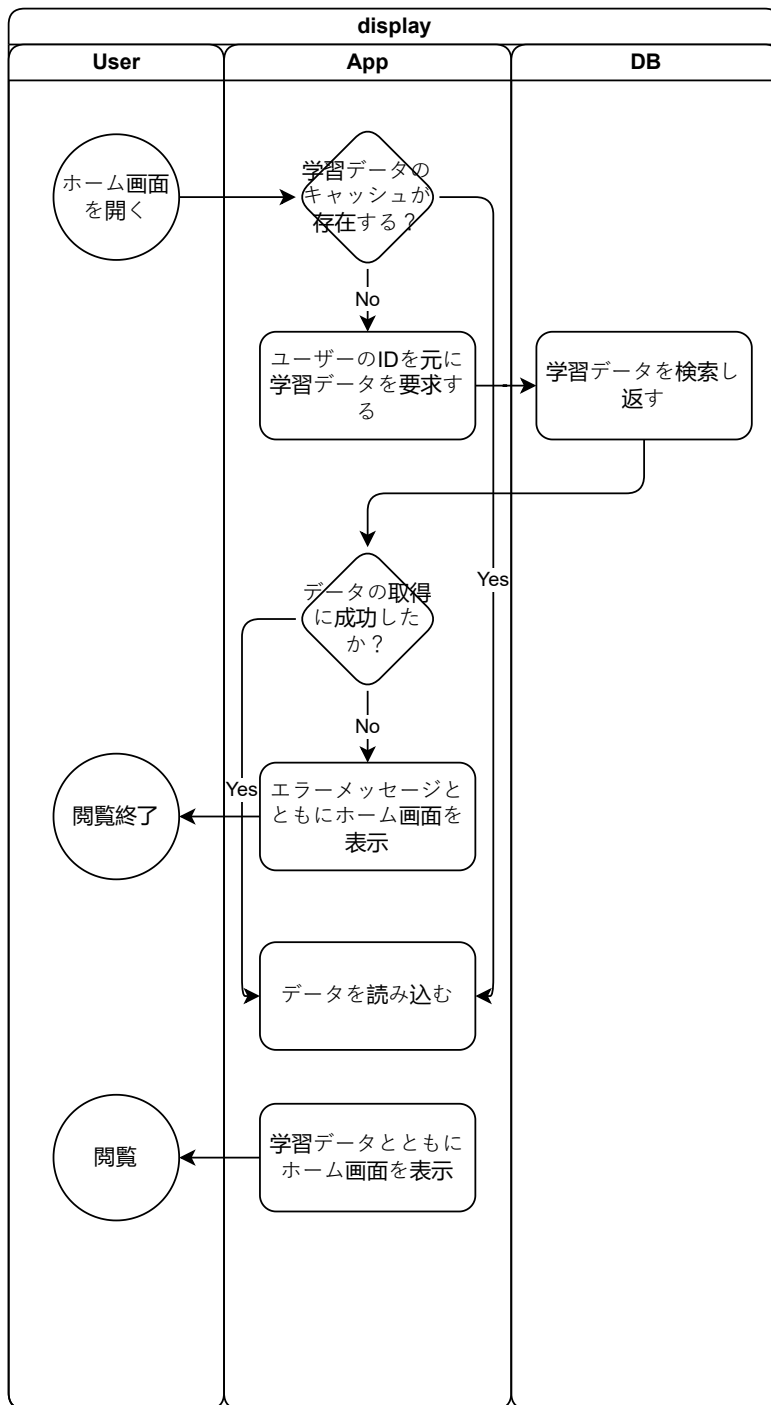 display
User
App
DB
ホーム画面
を開く
学習データの
キャッシュが
存在する？
No
ユーザーのIDを元に
学習データを要求す
る
学習データを検索し
返す
Yes
データの取得
に成功した
か？
No
Yes
エラーメッセージと
ともにホーム画面を
表示
閲覧終了
データを読み込む
閲覧
学習データとともに
ホーム画面を表示